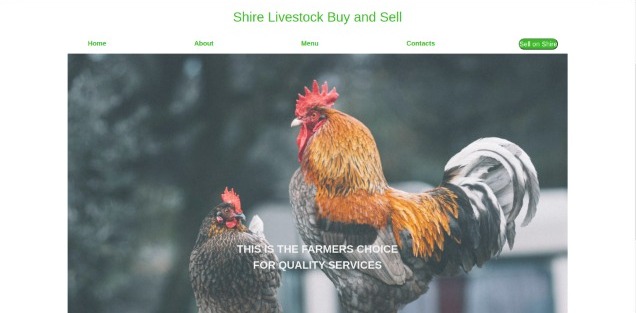 Shire Livestock Buy and Sell
Home About Menu Contacts Sell on Shire
THIS IS THE FARMERS CHOICE
FOR QUALITY SERVICES